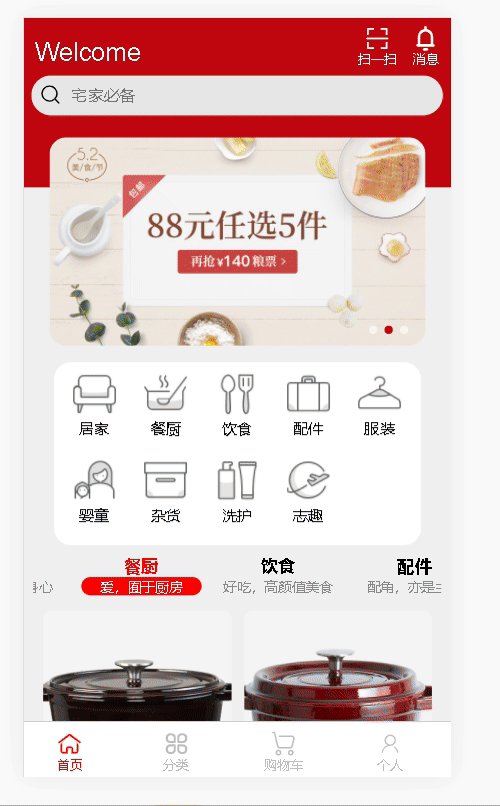 Welcome
扫一扫
消息
宅家必备
5.2
美/食/节
包邮
88元任选5件
再抢¥140粮票 >
居家
餐厨
饮食
配件
服装
婴童
杂货
洗护
志趣
餐厨
饮食
配件
身心
爱，囿于厨房
好吃，高颜值美食
配角，亦是主
首页
分类
购物车
个人